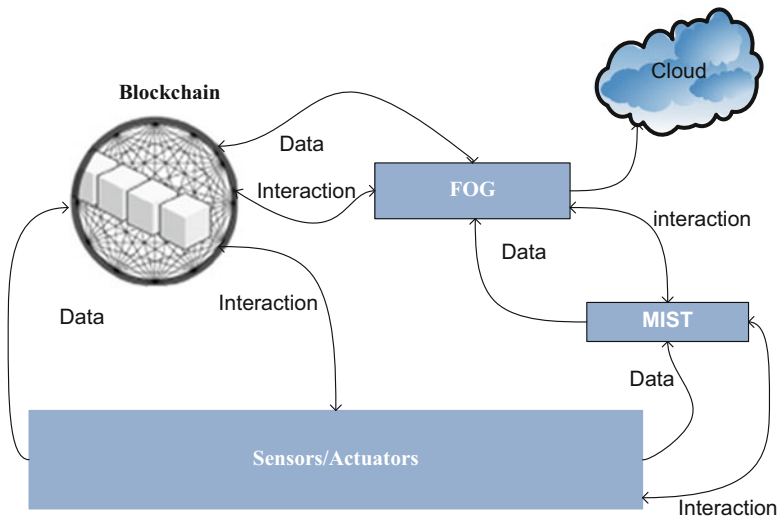 Cloud
Blockchain
Data
Interaction
FOG
interaction
Data
Interaction
Data
MIST
Data
Sensors/Actuators
Interaction